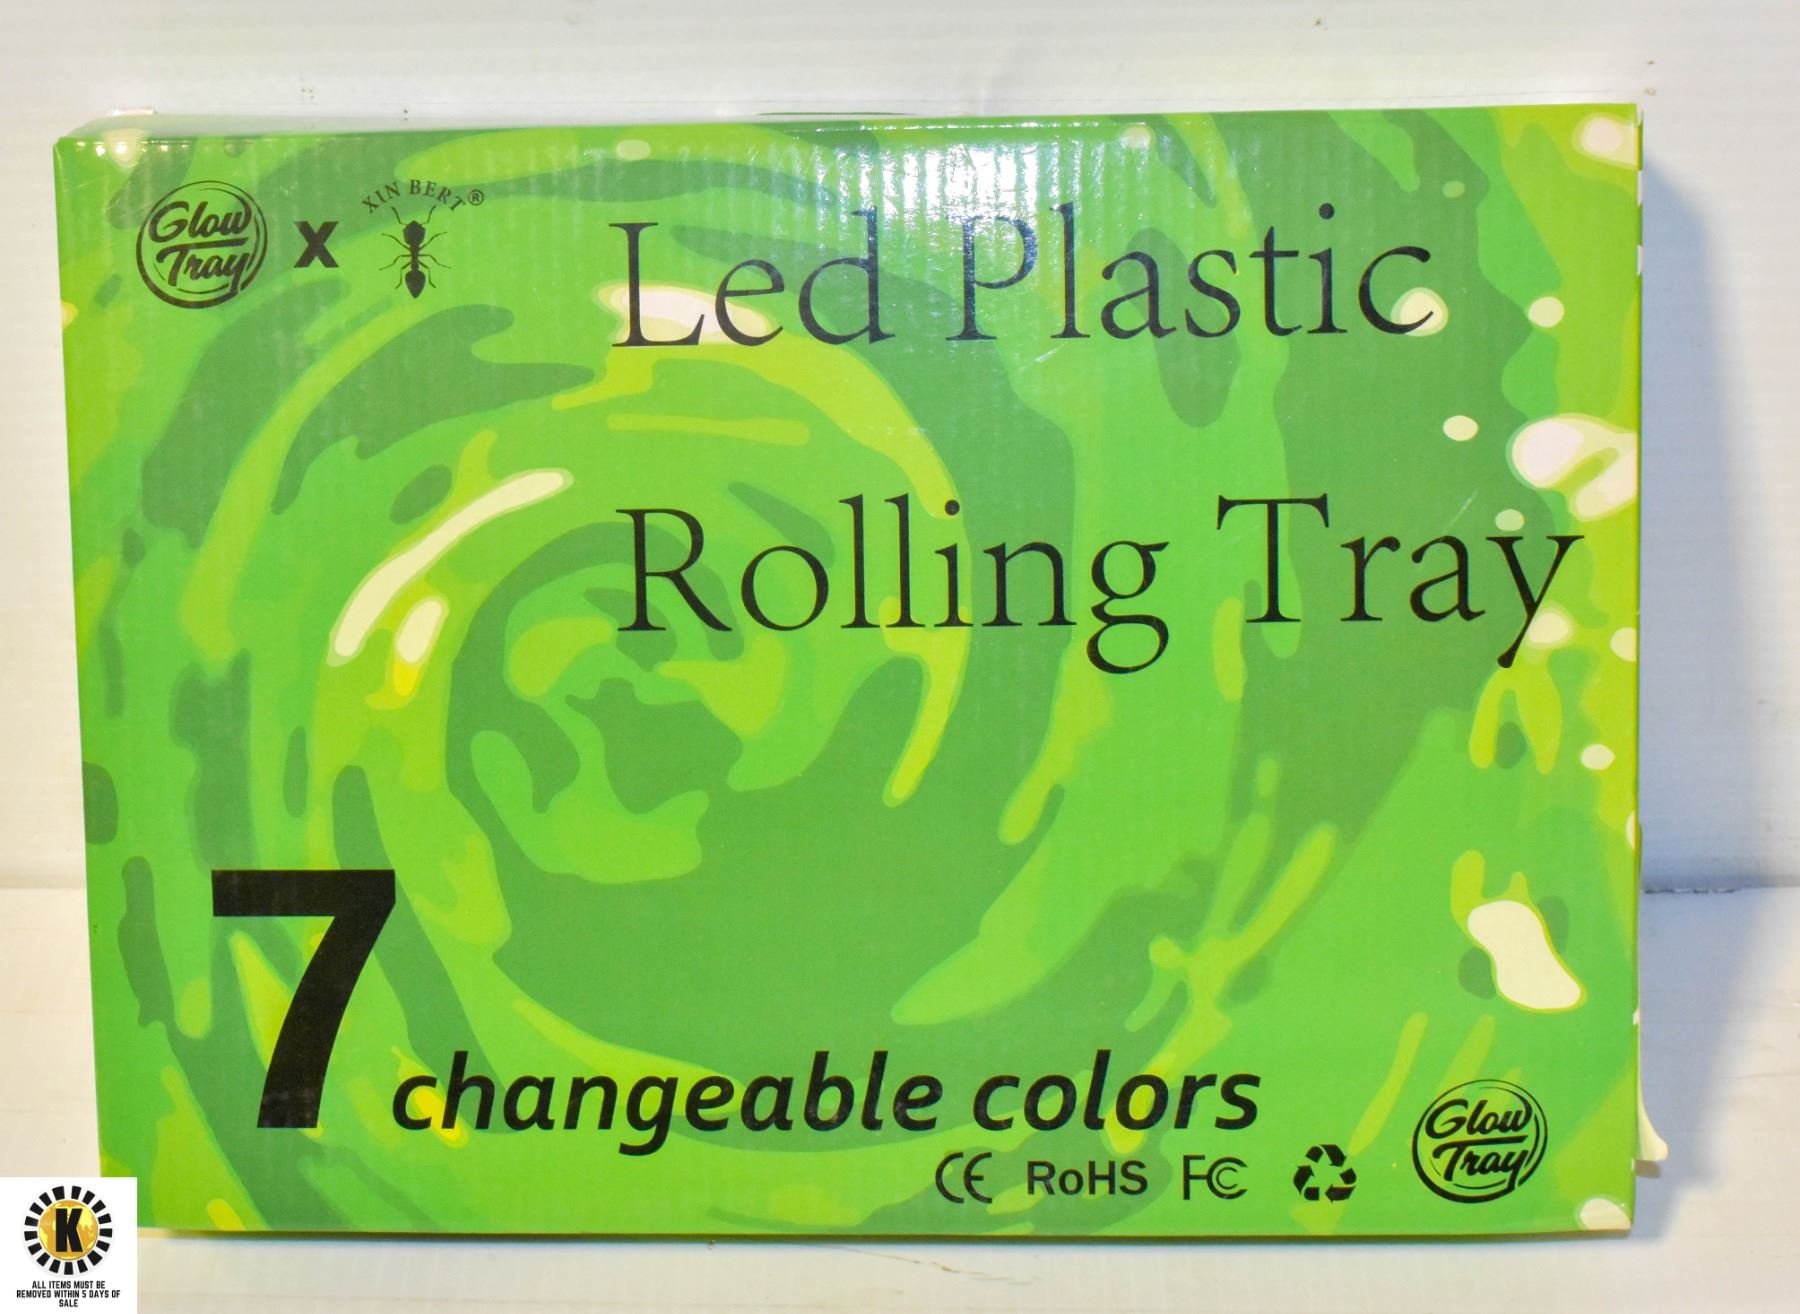 Glow Tray X XIN BERT®
Led Plastic
Rolling Tray
7 changeable colors
CE RoHS FC
Glow Tray
K
ALL ITEMS MUST BE
REMOVED WITHIN 5 DAYS OF
SALE